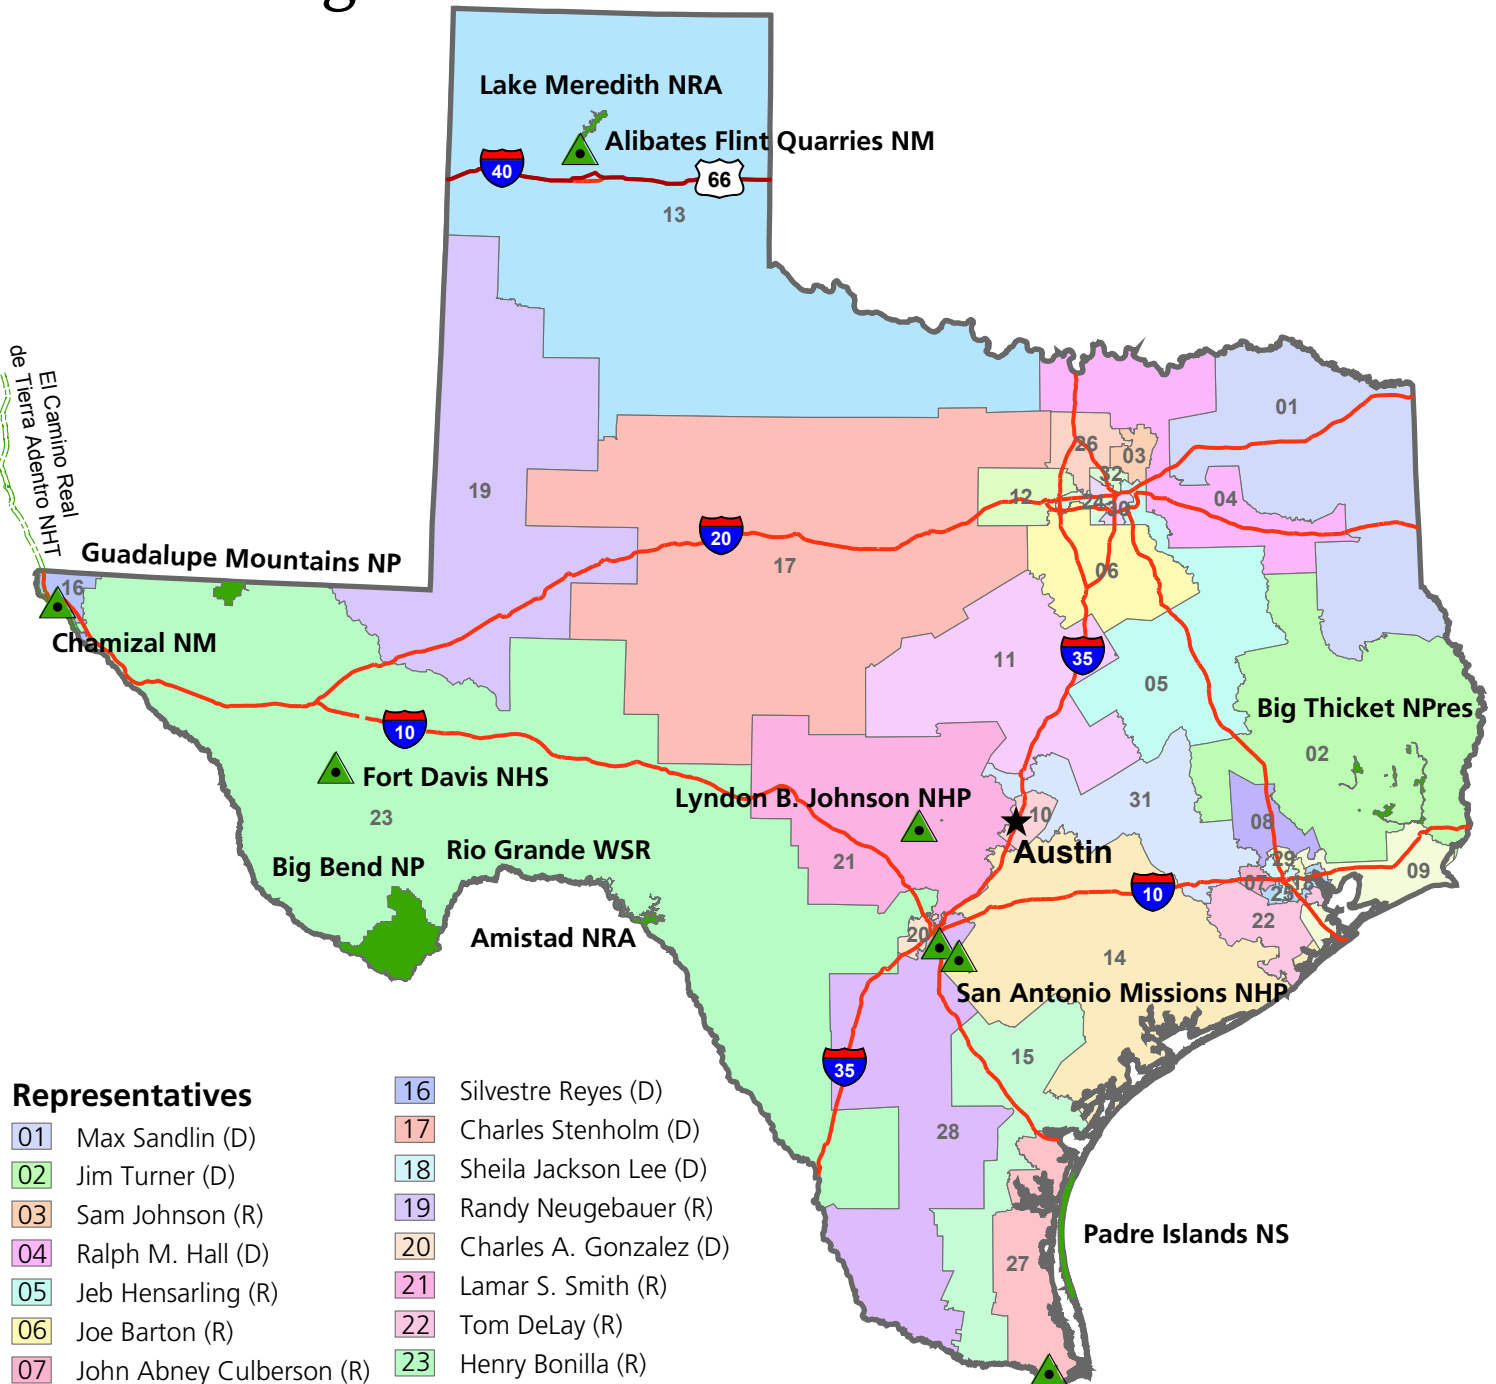 g
Lake Meredith NRA
Alibates Flint Quarries NM
40
66
13
El Camino Real
de Tierra Adentro NHT
01
26
03
32
19
12
24
30
04
20
Guadalupe Mountains NP
17
06
16
Chamizal NM
35
11
05
Big Thicket NPres
10
02
Fort Davis NHS
Lyndon B. Johnson NHP
31
23
10
08
Rio Grande WSR
Austin
Big Bend NP
21
29
09
07
18
10
25
22
20
Amistad NRA
14
San Antonio Missions NHP
15
35
28
Padre Islands NS
27
Representatives
01 Max Sandlin (D)
02 Jim Turner (D)
03 Sam Johnson (R)
04 Ralph M. Hall (D)
05 Jeb Hensarling (R)
06 Joe Barton (R)
07 John Abney Culberson (R)
16 Silvestre Reyes (D)
17 Charles Stenholm (D)
18 Sheila Jackson Lee (D)
19 Randy Neugebauer (R)
20 Charles A. Gonzalez (D)
21 Lamar S. Smith (R)
22 Tom DeLay (R)
23 Henry Bonilla (R)